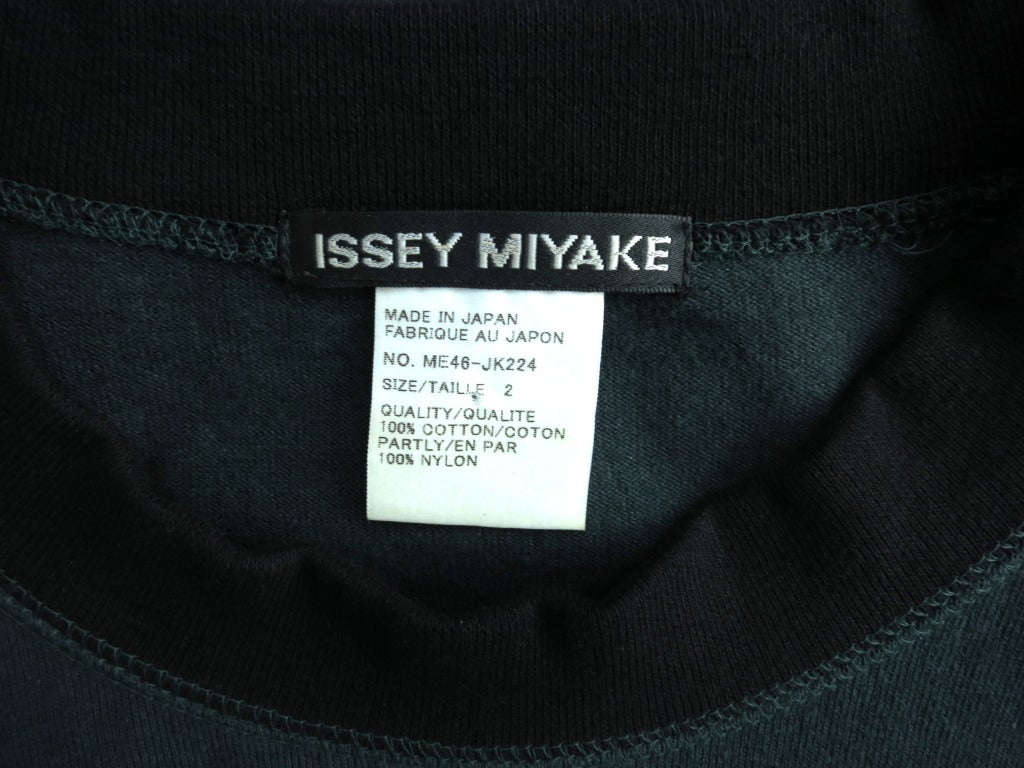 ISSEY MIYAKE
MADE IN JAPAN
FABRIQUE AU JAPON
NO. ME46-JK224
SIZE/TAILLE 2
QUALITY/QUALITE
100% COTTON/COTON
PARTLY/EN PAR
100% NYLON